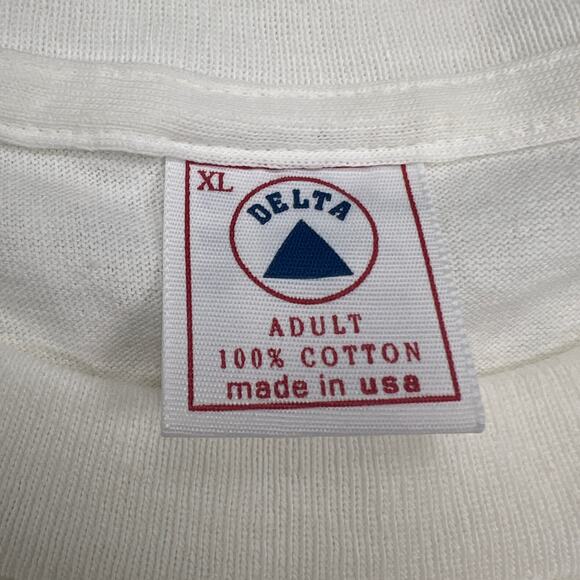 XL
DELTA
ADULT
100% COTTON
made in usa